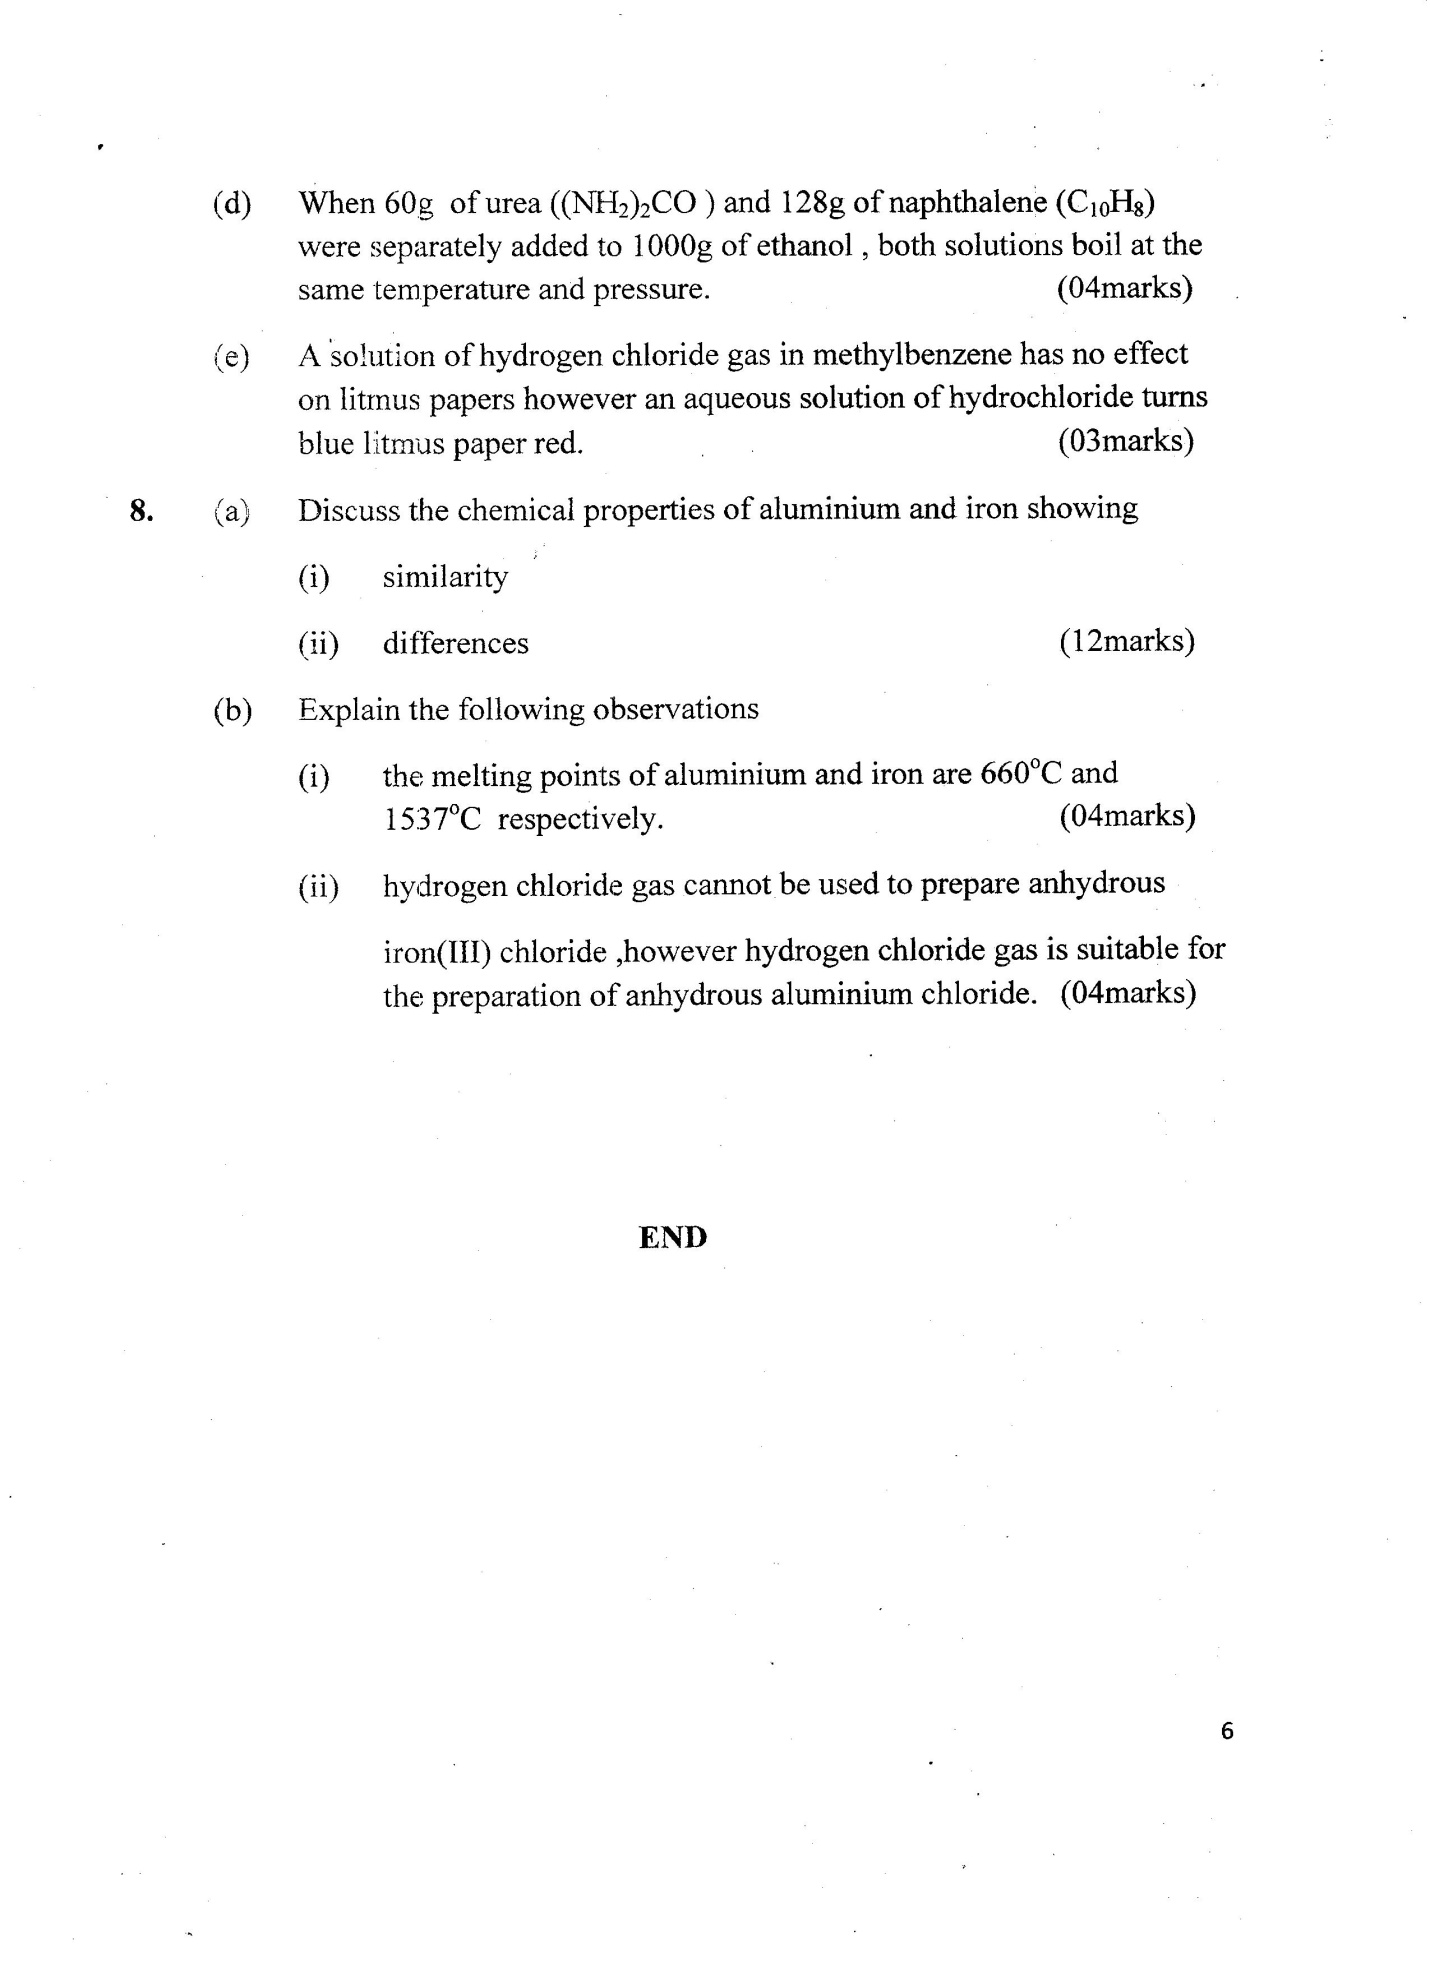 (d) When 60g of urea ((NH₂)₂CO ) and 128g of naphthalene (C₁₀H₈)
were separately added to 1000g of ethanol , both solutions boil at the
same temperature and pressure. (04marks)
(e) A solution of hydrogen chloride gas in methylbenzene has no effect
on litmus papers however an aqueous solution of hydrochloride turns
blue litmus paper red. (03marks)
8. (a) Discuss the chemical properties of aluminium and iron showing
(i) similarity
(ii) differences (12marks)
(b) Explain the following observations
(i) the melting points of aluminium and iron are 660⁰C and
1537⁰C respectively. (04marks)
(ii) hydrogen chloride gas cannot be used to prepare anhydrous
iron(III) chloride ,however hydrogen chloride gas is suitable for
the preparation of anhydrous aluminium chloride. (04marks)
END
6